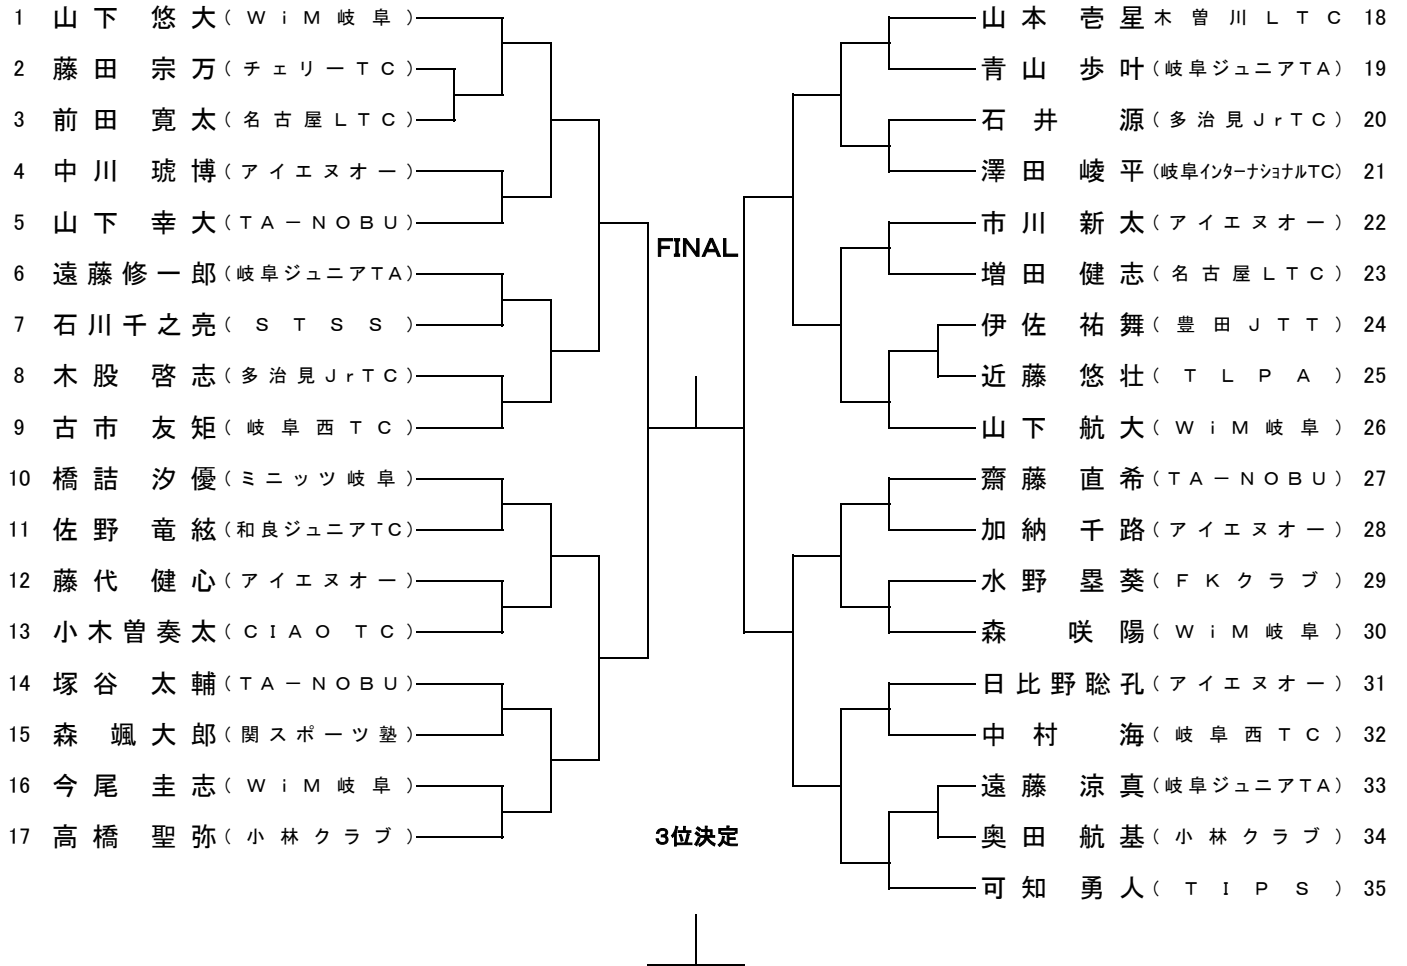 1 山下 悠大 (WiM岐阜)
2 藤田 宗万 (チェリーTC)
3 前田 寛太 (名古屋LTC)
4 中川 琥博 (アイエヌオー)
5 山下 幸大 (TA－NOBU)
6 遠藤修一郎 (岐阜ジュニアTA)
7 石川千之亮 (STSS)
8 木股 啓志 (多治見JrTC)
9 古市 友矩 (岐阜西TC)
10 橋詰 汐優 (ミニッツ岐阜)
11 佐野 竜絃 (和良ジュニアTC)
12 藤代 健心 (アイエヌオー)
13 小木曽奏太 (CIAO TC)
14 塚谷 太輔 (TA－NOBU)
15 森 颯大郎 (関スポーツ塾)
16 今尾 圭志 (WiM岐阜)
17 高橋 聖弥 (小林クラブ)
FINAL
3位決定
山本 壱星 木曽川LTC 18
青山 歩叶 (岐阜ジュニアTA) 19
石井 源 (多治見JrTC) 20
澤田 崚平 (岐阜インターナショナルTC) 21
市川 新太 (アイエヌオー) 22
増田 健志 (名古屋LTC) 23
伊佐 祐舞 (豊田JTT) 24
近藤 悠壮 (TLPA) 25
山下 航大 (WiM岐阜) 26
齋藤 直希 (TA－NOBU) 27
加納 千路 (アイエヌオー) 28
水野 塁葵 (FKクラブ) 29
森 咲陽 (WiM岐阜) 30
日比野聡孔 (アイエヌオー) 31
中村 海 (岐阜西TC) 32
遠藤 涼真 (岐阜ジュニアTA) 33
奥田 航基 (小林クラブ) 34
可知 勇人 (TIPS) 35